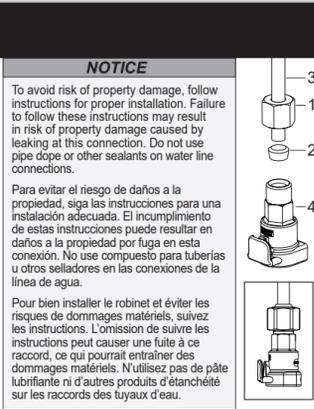 NOTICE
To avoid risk of property damage, follow
instructions for proper installation. Failure
to follow these instructions may result
in risk of property damage caused by
leaking at this connection. Do not use
pipe dope or other sealants on water line
connections.
Para evitar el riesgo de daños a la
propiedad, siga las instrucciones para una
instalación adecuada. El incumplimiento
de estas instrucciones puede resultar en
daños a la propiedad por fuga en esta
conexión. No use compuesto para tuberías
u otros selladores en las conexiones de la
línea de agua.
Pour bien installer le robinet et éviter les
risques de dommages matériels, suivez
les instructions. L’omission de suivre les
instructions peut causer une fuite à ce
raccord, ce qui pourrait entraîner des
dommages matériels. N’utilisez pas de pâte
lubrifiante ni d’autres produits d’étanchéité
sur les raccords des tuyaux d’eau.
3
1
2
4